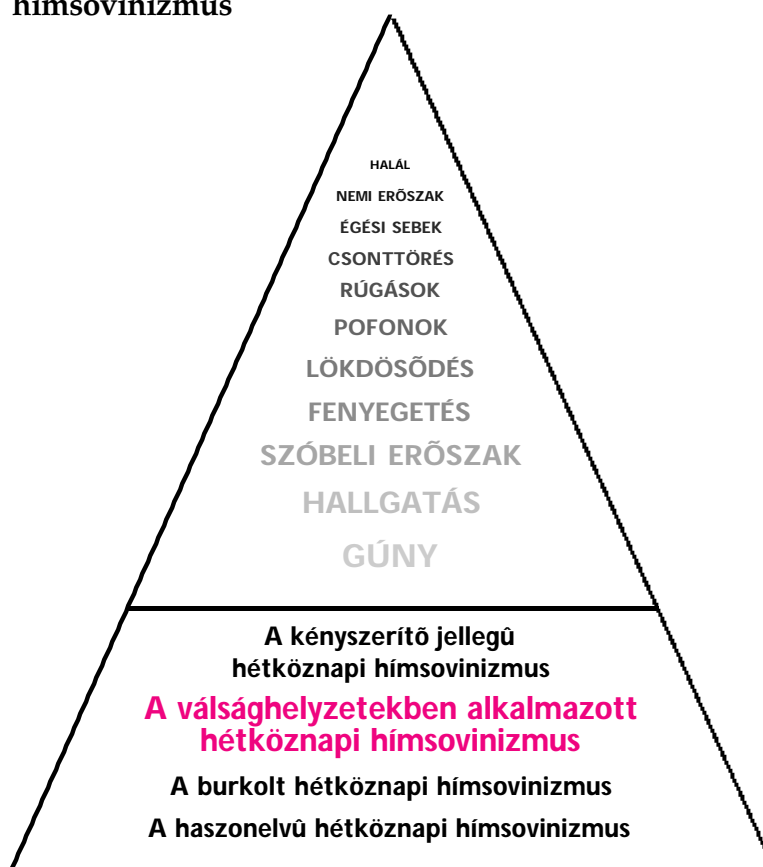 hímsovinizmus
HALÁL
NEMI ERÕSZAK
ÉGÉSI SEBEK
CSONTTÖRÉS
RÚGÁSOK
POFONOK
LÖKDÖSÕDÉS
FENYEGETÉS
SZÓBELI ERÕSZAK
HALLGATÁS
GÚNY
A kényszerítõ jellegû
hétköznapi hímsovinizmus
A válsághelyzetekben alkalmazott
hétköznapi hímsovinizmus
A burkolt hétköznapi hímsovinizmus
A haszonelvû hétköznapi hímsovinizmus